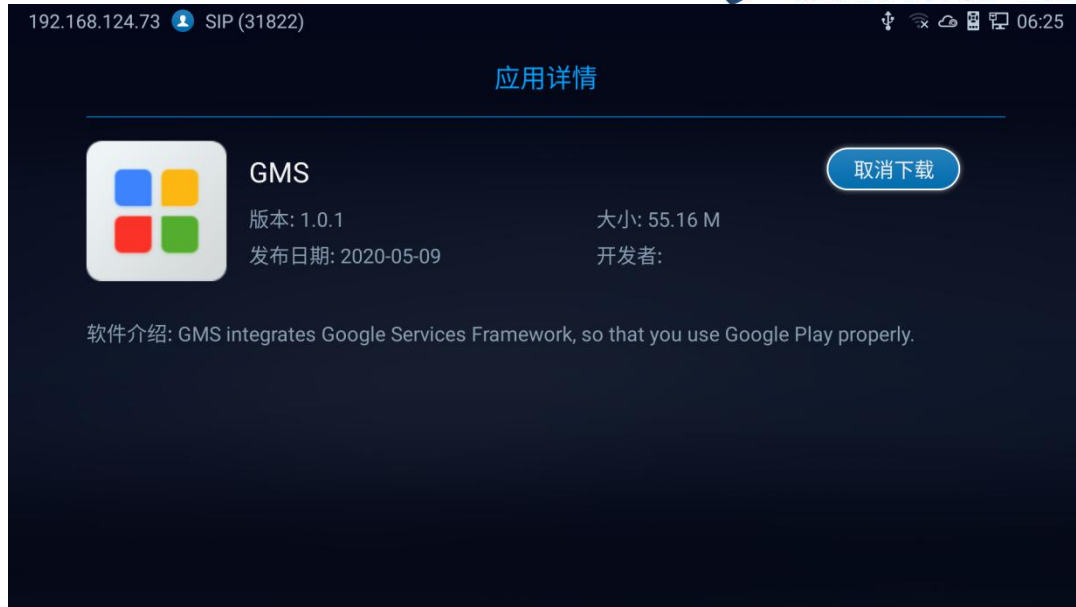 192.168.124.73 SIP (31822) 06:25
应用详情
GMS 取消下载
版本: 1.0.1 大小: 55.16 M
发布日期: 2020-05-09 开发者:
软件介绍: GMS integrates Google Services Framework, so that you use Google Play properly.